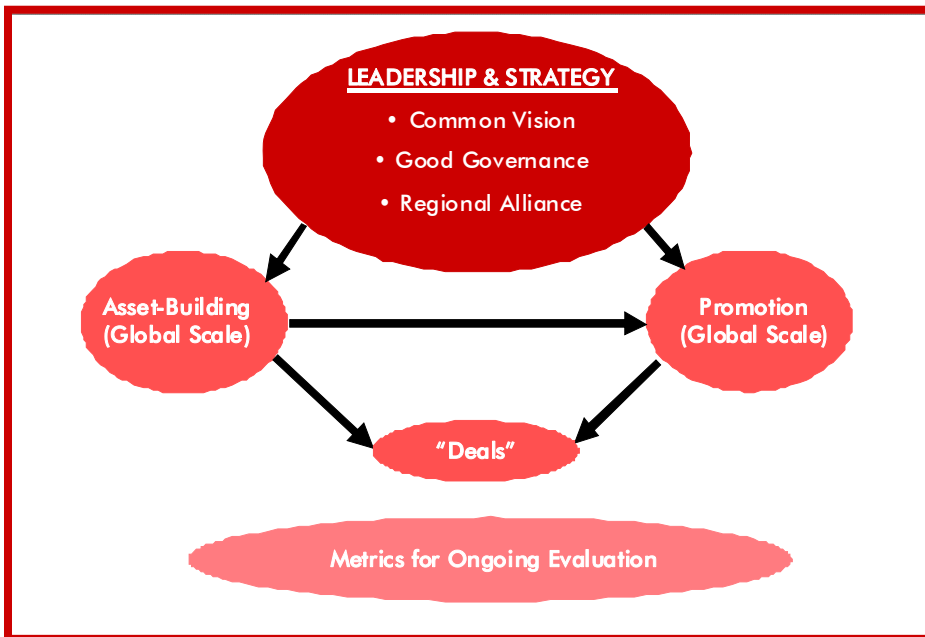 LEADERSHIP & STRATEGY
• Common Vision
• Good Governance
• Regional Alliance
Asset-Building
(Global Scale)
Promotion
(Global Scale)
“Deals”
Metrics for Ongoing Evaluation